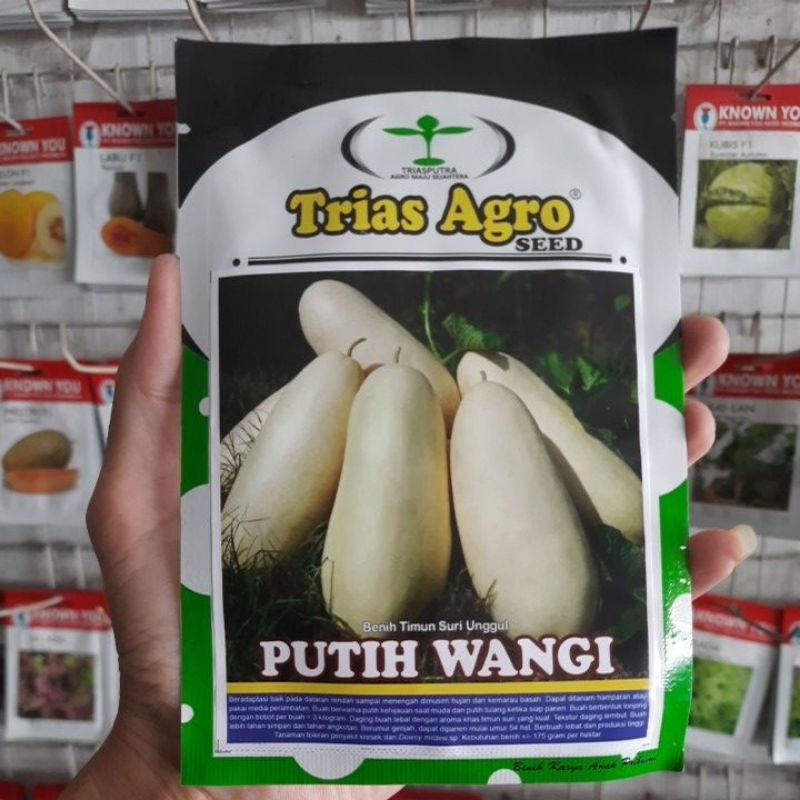 TRIASPUTRA
AGRO MAJU SEJAHTERA
Trias Agro®
SEED
Benih Timun Suri Unggul
PUTIH WANGI
Beradaptasi baik pada dataran rendah sampai menengah dimusim hujan dan kemarau basah. Dapat ditanam hamparan atau
pakai media perambatan. Buah berwarna putih kehijauan saat muda dan putih tulang ketika siap panen. Buah berbentuk lonjong
dengan bobot per buah ± 3 kilogram. Daging buah tebal dengan aroma khas timun suri yang kuat. Tekstur daging lembut. Buah
lebih tahan simpan dan tahan angkutan. Berumur genjah, dapat dipanen mulai umur 54 hst. Berbuah lebat dan produksi tinggi.
Tanaman toleran penyakit kresek dan Downy mildew sp. Kebutuhan benih +/- 175 gram per hektar
Benih Karya Anak
KNOWN YOU
KNOWN YOU
LABU F1
KNOWN YOU
KUBIS F1
KNOWN YOU
KNOWN YOU